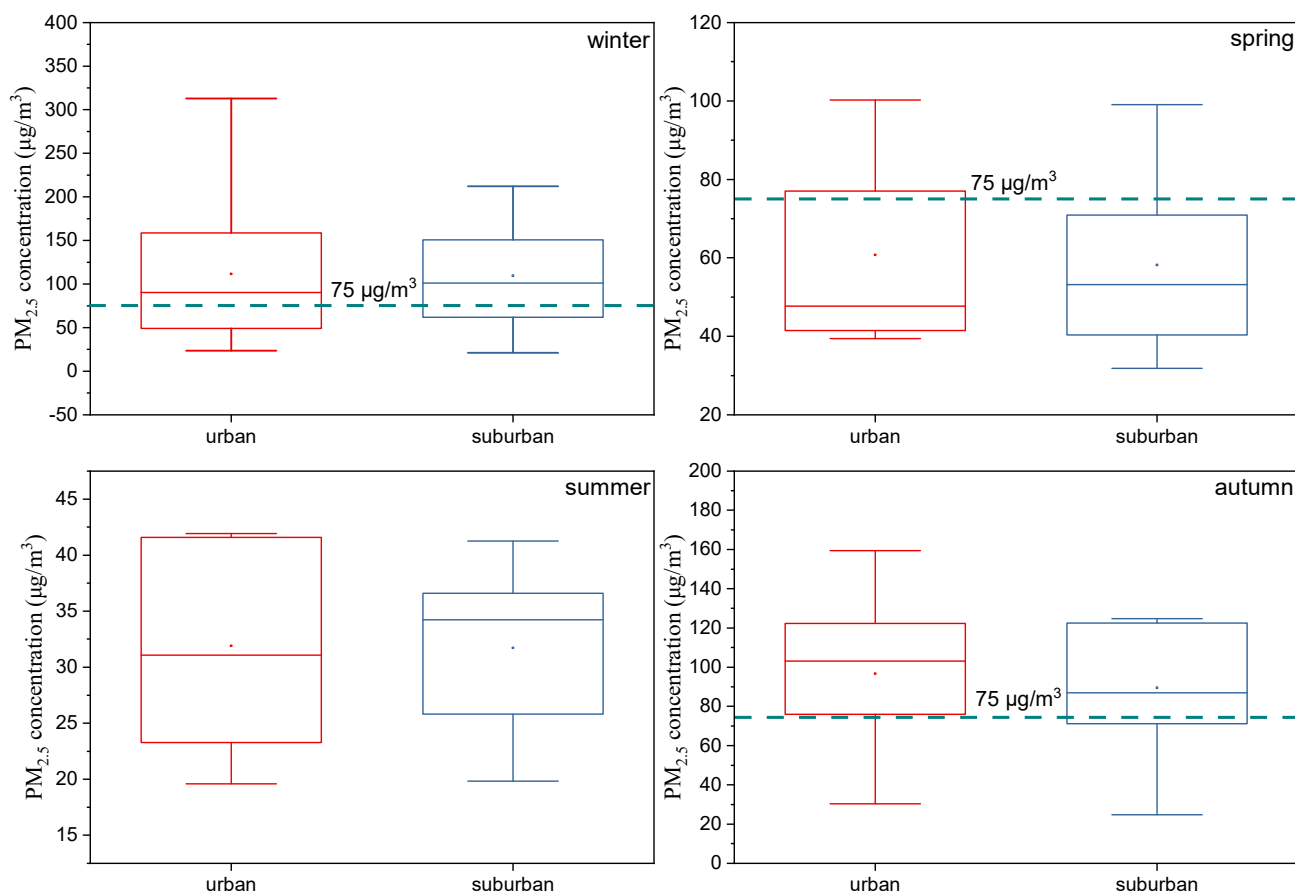 winter
PM2.5 concentration (μg/m3)
400
350
300
250
200
150
100
50
0
-50
75 μg/m3
urban suburban
spring
PM2.5 concentration (μg/m3)
120
100
80
60
40
20
75 μg/m3
urban suburban
summer
PM2.5 concentration (μg/m3)
45
40
35
30
25
20
15
urban suburban
autumn
PM2.5 concentration (μg/m3)
200
180
160
140
120
100
80
60
40
20
0
75 μg/m3
urban suburban